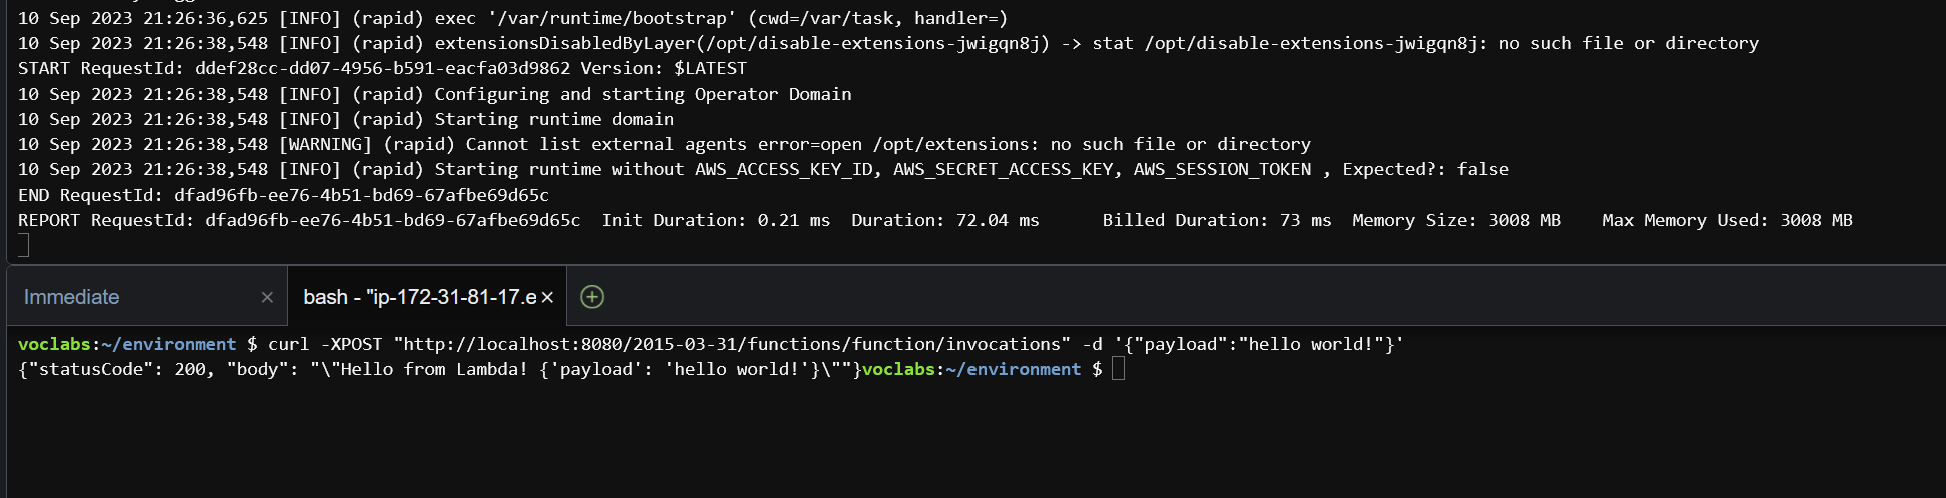 10 Sep 2023 21:26:36,625 [INFO] (rapid) exec '/var/runtime/bootstrap' (cwd=/var/task, handler=)
10 Sep 2023 21:26:38,548 [INFO] (rapid) extensionsDisabledByLayer(/opt/disable-extensions-jwigqn8j) -> stat /opt/disable-extensions-jwigqn8j: no such file or directory
START RequestId: ddef28cc-dd07-4956-b591-eacfa03d9862 Version: $LATEST
10 Sep 2023 21:26:38,548 [INFO] (rapid) Configuring and starting Operator Domain
10 Sep 2023 21:26:38,548 [INFO] (rapid) Starting runtime domain
10 Sep 2023 21:26:38,548 [WARNING] (rapid) Cannot list external agents error=open /opt/extensions: no such file or directory
10 Sep 2023 21:26:38,548 [INFO] (rapid) Starting runtime without AWS_ACCESS_KEY_ID, AWS_SECRET_ACCESS_KEY, AWS_SESSION_TOKEN , Expected?: false
END RequestId: dfad96fb-ee76-4b51-bd69-67afbe69d65c
REPORT RequestId: dfad96fb-ee76-4b51-bd69-67afbe69d65c  Init Duration: 0.21 ms  Duration: 72.04 ms      Billed Duration: 73 ms  Memory Size: 3008 MB    Max Memory Used: 3008 MB
Immediate × bash - "ip-172-31-81-17.e ×
voclabs:~/environment $ curl -XPOST "http://localhost:8080/2015-03-31/functions/function/invocations" -d '{"payload":"hello world!"}'
{"statusCode": 200, "body": "\"Hello from Lambda! {'payload': 'hello world!'}\""}voclabs:~/environment $